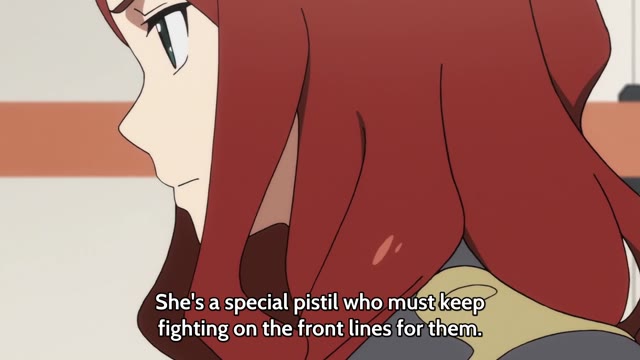 She's a special pistil who must keep
fighting on the front lines for them.